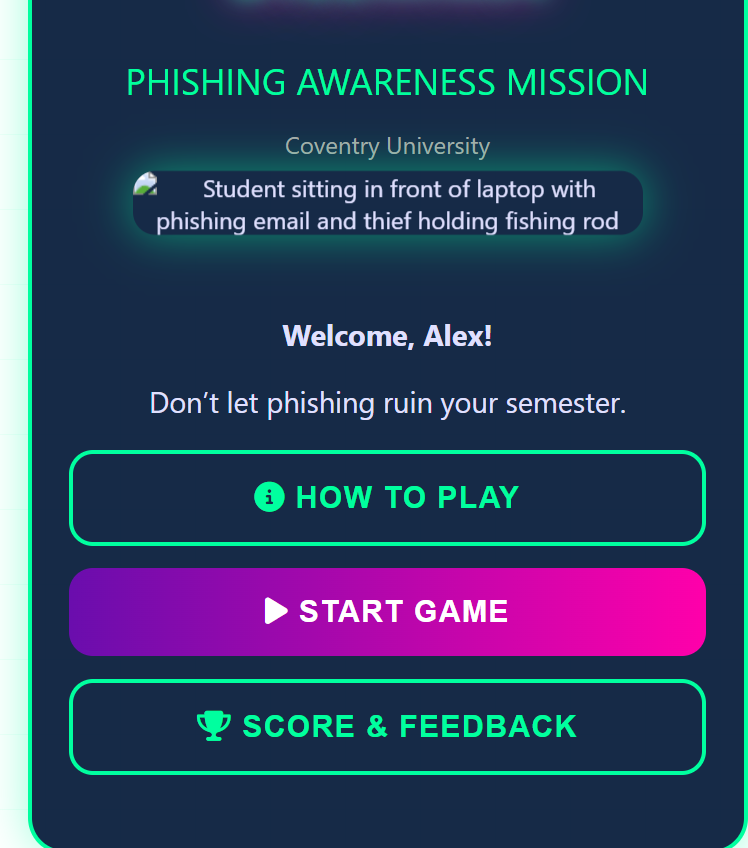 PHISHING AWARENESS MISSION
Coventry University
Student sitting in front of laptop with
phishing email and thief holding fishing rod
Welcome, Alex!
Don’t let phishing ruin your semester.
HOW TO PLAY
START GAME
SCORE & FEEDBACK